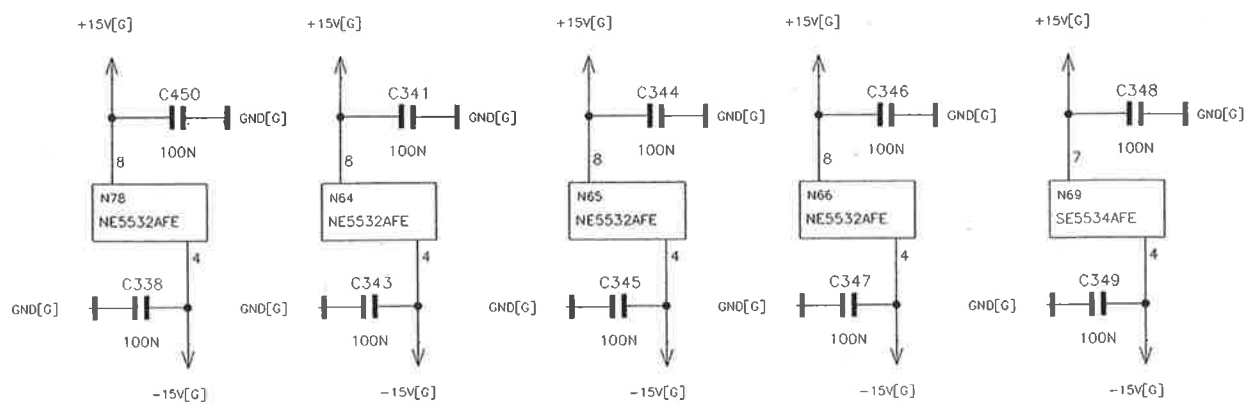 +15V[G] +15V[G] +15V[G] +15V[G] +15V[G]
C450 C341 C344 C346 C348
GND[G] GND[G] GND[G] GND[G] GND[G]
100N 100N 100N 100N 100N
8 8 8 8 7
N78 N64 N65 N66 N69
NE5532AFE NE5532AFE NE5532AFE NE5532AFE SE5534AFE
4 4 4 4 4
C338 C343 C345 C347 C349
GND[G] GND[G] GND[G] GND[G] GND[G]
100N 100N 100N 100N 100N
-15V[G] -15V[G] -15V[G] -15V[G] -15V[G]